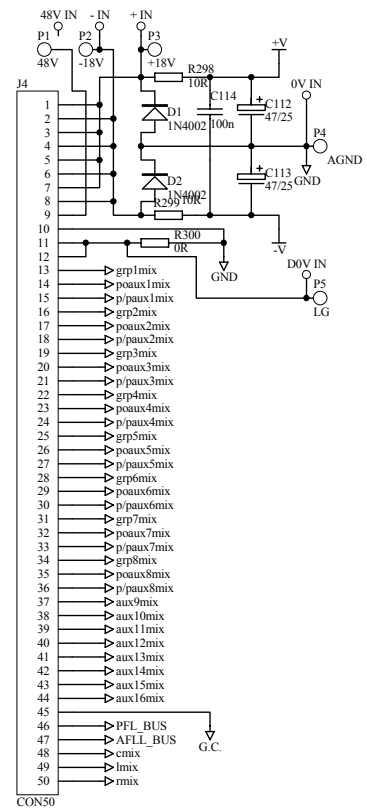 48V IN
- IN
+ IN
P1
P2
P3
48V
-18V
+18V
R298
10R
+V
0V IN
J4
C114
100n
C112
47/25
D1
1N4002
P4
AGND
GND
D2
1N4002
C113
47/25
R299
10R
-V
R300
0R
GND
D0V IN
P5
LG
1
2
3
4
5
6
7
8
9
10
11
12
13 grp1mix
14 poaux1mix
15 p/paux1mix
16 grp2mix
17 poaux2mix
18 p/paux2mix
19 grp3mix
20 poaux3mix
21 p/paux3mix
22 grp4mix
23 poaux4mix
24 p/paux4mix
25 grp5mix
26 poaux5mix
27 p/paux5mix
28 grp6mix
29 poaux6mix
30 p/paux6mix
31 grp7mix
32 poaux7mix
33 p/paux7mix
34 grp8mix
35 poaux8mix
36 p/paux8mix
37 aux9mix
38 aux10mix
39 aux11mix
40 aux12mix
41 aux13mix
42 aux14mix
43 aux15mix
44 aux16mix
45
G.C.
46 PFL_BUS
47 AFLL_BUS
48 cmix
49 lmix
50 rmix
CON50